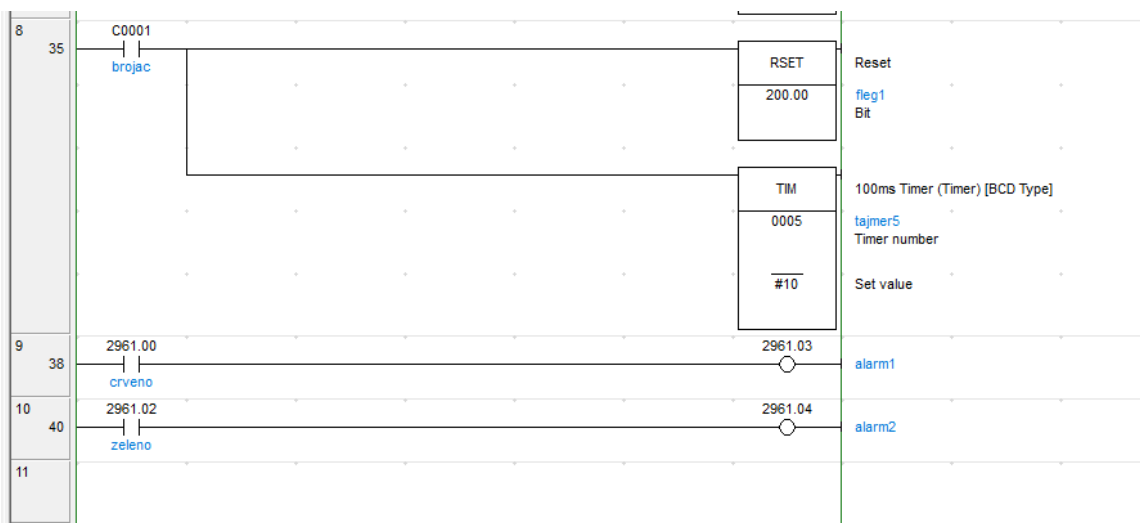 8
35
C0001
brojac
RSET
Reset
200.00
fleg1
Bit
TIM
100ms Timer (Timer) [BCD Type]
0005
tajmer5
Timer number
#10
Set value
9
38
2961.00
crveno
2961.03
alarm1
10
40
2961.02
zeleno
2961.04
alarm2
11